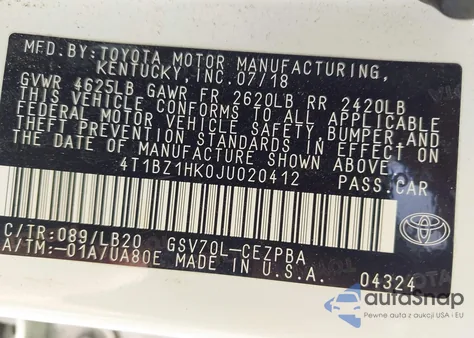 MFD.BY:TOYOTA MOTOR MANUFACTURING,
KENTUCKY,INC.07/18
GVWR 4625LB GAWR FR 2620LB RR 2420LB
THIS VEHICLE CONFORMS TO ALL APPLICABLE
FEDERAL MOTOR VEHICLE SAFETY,BUMPER,AND
THEFT PREVENTION STANDARDS IN EFFECT ON
THE DATE OF MANUFACTURE SHOWN ABOVE.
4T1BZ1HK0JU020412 PASS.CAR
C/TR:089/LB20 GSV70L-CEZPBA
A/TM:-01A/UA80E MADE IN U.S.A. 04324
TOYOTA
autoSnap
Pewne auta z aukcji USA i EU